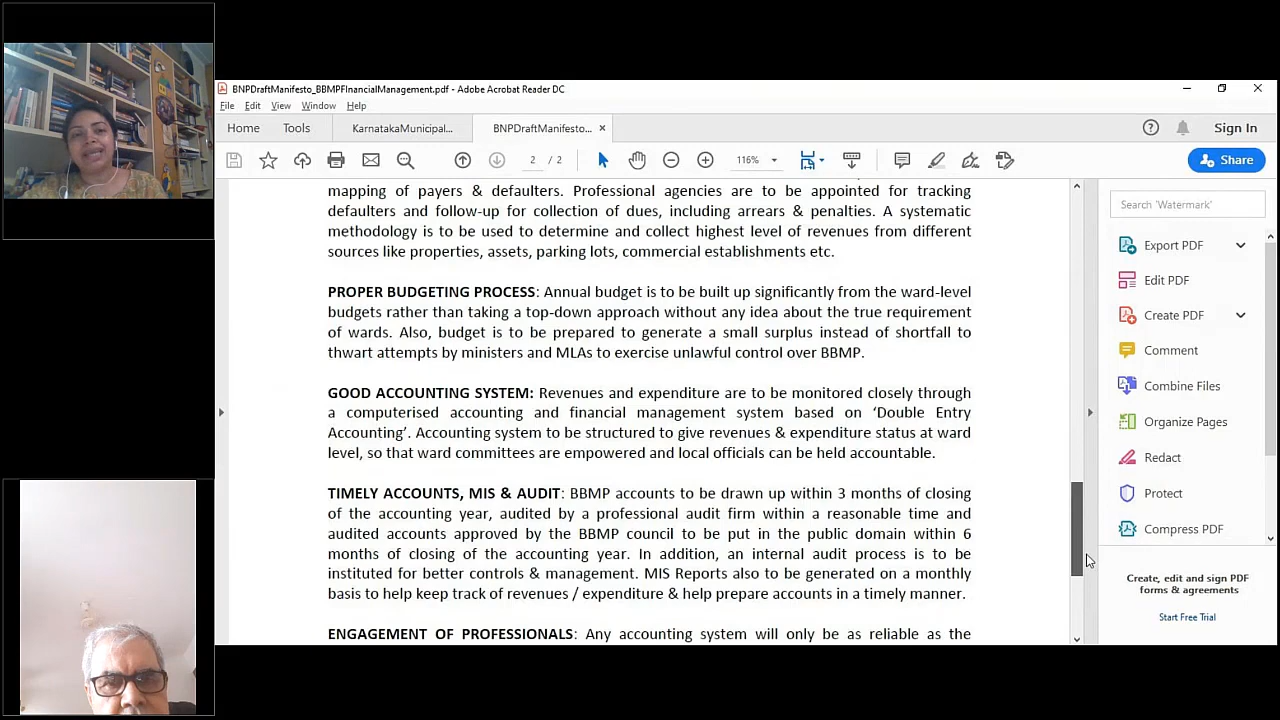 BNPDraftManifesto_BBMPFInancialManagement.pdf - Adobe Acrobat Reader DC
File Edit View Window Help
Home Tools KarnatakaMunicipal... BNPDraftManifesto... × Sign In
2 / 2 116% Share
mapping of payers & defaulters. Professional agencies are to be appointed for tracking
defaulters and follow-up for collection of dues, including arrears & penalties. A systematic
methodology is to be used to determine and collect highest level of revenues from different
sources like properties, assets, parking lots, commercial establishments etc.
PROPER BUDGETING PROCESS: Annual budget is to be built up significantly from the ward-level
budgets rather than taking a top-down approach without any idea about the true requirement
of wards. Also, budget is to be prepared to generate a small surplus instead of shortfall to
thwart attempts by ministers and MLAs to exercise unlawful control over BBMP.
GOOD ACCOUNTING SYSTEM: Revenues and expenditure are to be monitored closely through
a computerised accounting and financial management system based on ‘Double Entry
Accounting’. Accounting system to be structured to give revenues & expenditure status at ward
level, so that ward committees are empowered and local officials can be held accountable.
TIMELY ACCOUNTS, MIS & AUDIT: BBMP accounts to be drawn up within 3 months of closing
of the accounting year, audited by a professional audit firm within a reasonable time and
audited accounts approved by the BBMP council to be put in the public domain within 6
months of closing of the accounting year. In addition, an internal audit process is to be
instituted for better controls & management. MIS Reports also to be generated on a monthly
basis to help keep track of revenues / expenditure & help prepare accounts in a timely manner.
ENGAGEMENT OF PROFESSIONALS: Any accounting system will only be as reliable as the
Search 'Watermark'
Export PDF
Edit PDF
Create PDF
Comment
Combine Files
Organize Pages
Redact
Protect
Compress PDF
Create, edit and sign PDF
forms & agreements
Start Free Trial